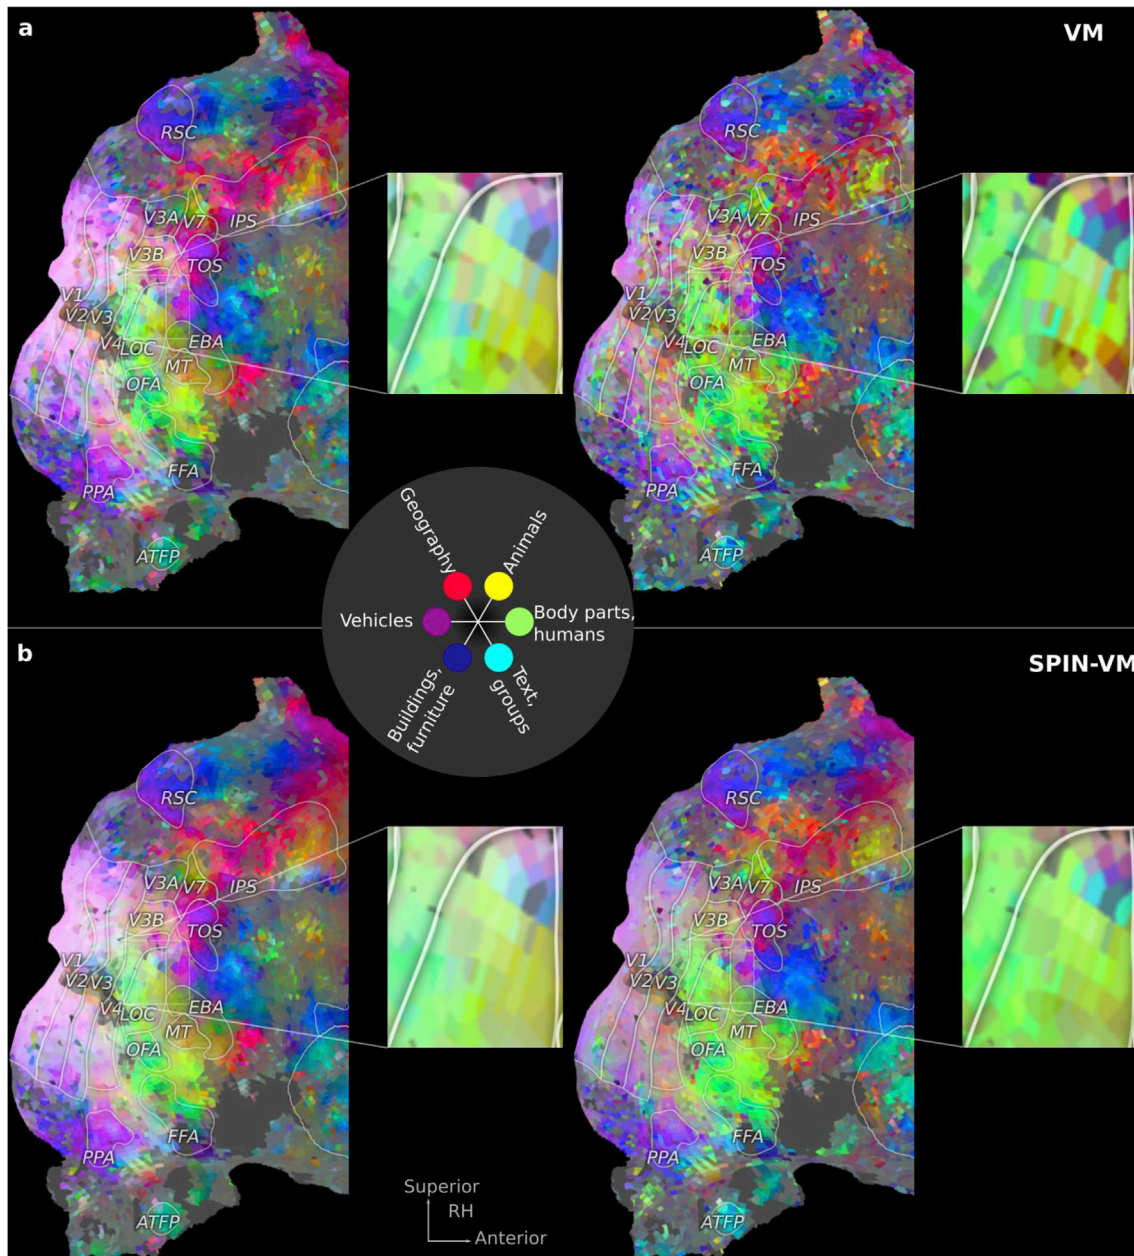 a
VM
RSC
V3A
V7
IPS
V3B
TOS
V1
V2
V3
V4
LOC
EBA
MT
OFA
FFA
PPA
ATFP
RSC
V3A
V7
IPS
V3B
TOS
V1
V2
V3
V4
LOC
EBA
MT
OFA
FFA
PPA
ATFP
Geography
Animals
Vehicles
Body parts,
humans
Buildings,
furniture
Text,
groups
b
SPIN-VM
RSC
V3A
V7
IPS
V3B
TOS
V1
V2
V3
V4
LOC
EBA
MT
OFA
FFA
PPA
ATFP
RSC
V3A
V7
IPS
V3B
TOS
V1
V2
V3
V4
LOC
EBA
MT
OFA
FFA
PPA
ATFP
Superior
RH
Anterior